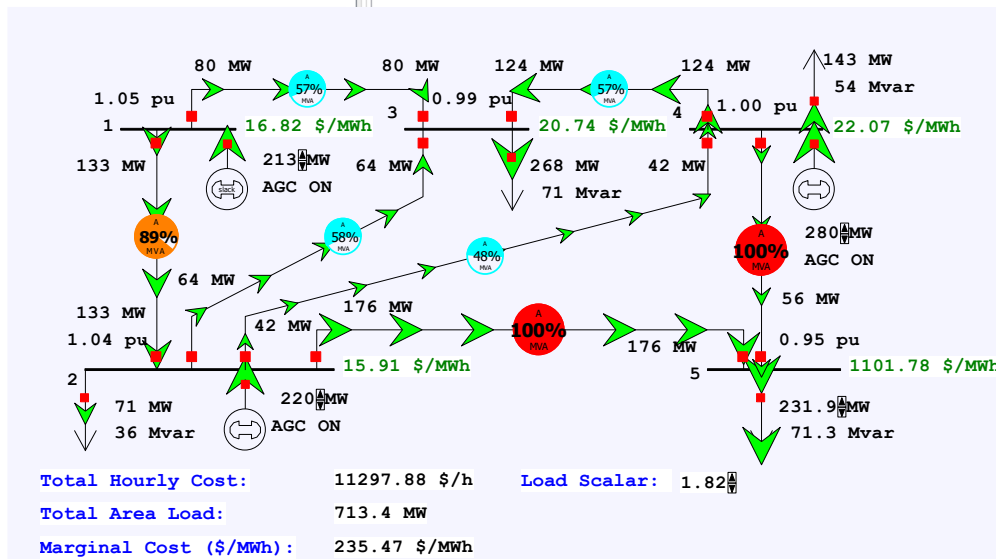 80 MW
A
57%
MVA
80 MW
124 MW
A
57%
MVA
124 MW
143 MW
54 Mvar
1.05 pu
3
0.99 pu
4
1.00 pu
1
16.82 $/MWh
20.74 $/MWh
22.07 $/MWh
133 MW
213 MW
64 MW
268 MW
42 MW
slack
AGC ON
71 Mvar
A
89%
MVA
A
58%
MVA
A
48%
MVA
A
100%
MVA
280 MW
AGC ON
64 MW
176 MW
56 MW
133 MW
42 MW
A
100%
MVA
1.04 pu
176 MW
0.95 pu
2
15.91 $/MWh
5
1101.78 $/MWh
71 MW
220 MW
231.9 MW
36 Mvar
AGC ON
71.3 Mvar
Total Hourly Cost: 11297.88 $/h
Load Scalar: 1.82
Total Area Load: 713.4 MW
Marginal Cost ($/MWh): 235.47 $/MWh